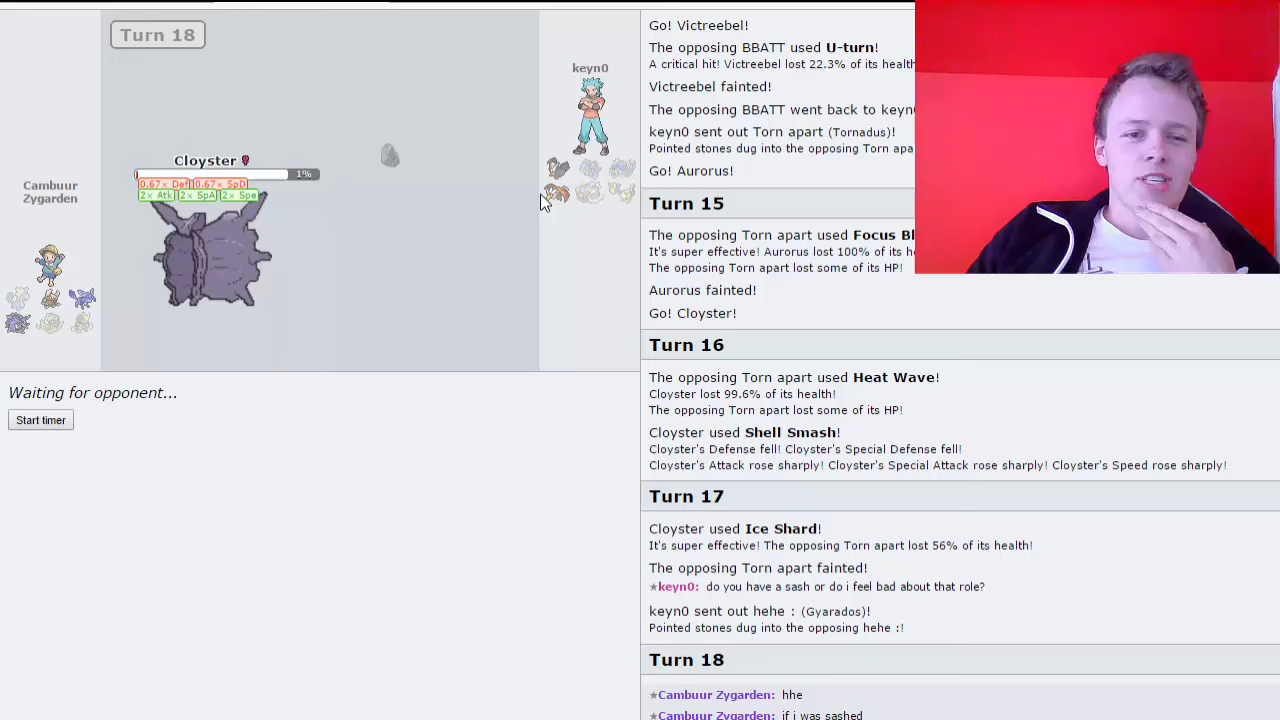 Turn 18
keyn0
Cloyster
1%
0.67× Def 0.67× SpD
2× Atk 2× SpA 2× Spe
Cambuur
Zygarden
Waiting for opponent...
Start timer
Go! Victreebel!
The opposing BBATT used U-turn!
A critical hit! Victreebel lost 22.3% of its health
Victreebel fainted!
The opposing BBATT went back to keyn
keyn0 sent out Torn apart (Tornadus)!
Pointed stones dug into the opposing Torn apa
Go! Aurorus!
Turn 15
The opposing Torn apart used Focus Bl
It's super effective! Aurorus lost 100% of its h
The opposing Torn apart lost some of its HP!
Aurorus fainted!
Go! Cloyster!
Turn 16
The opposing Torn apart used Heat Wave!
Cloyster lost 99.6% of its health!
The opposing Torn apart lost some of its HP!
Cloyster used Shell Smash!
Cloyster's Defense fell! Cloyster's Special Defense fell!
Cloyster's Attack rose sharply! Cloyster's Special Attack rose sharply! Cloyster's Speed rose sharply!
Turn 17
Cloyster used Ice Shard!
It's super effective! The opposing Torn apart lost 56% of its health!
The opposing Torn apart fainted!
★keyn0: do you have a sash or do i feel bad about that role?
keyn0 sent out hehe : (Gyarados)!
Pointed stones dug into the opposing hehe :!
Turn 18
★Cambuur Zygarden: hhe
★Cambuur Zygarden: if i was sashed